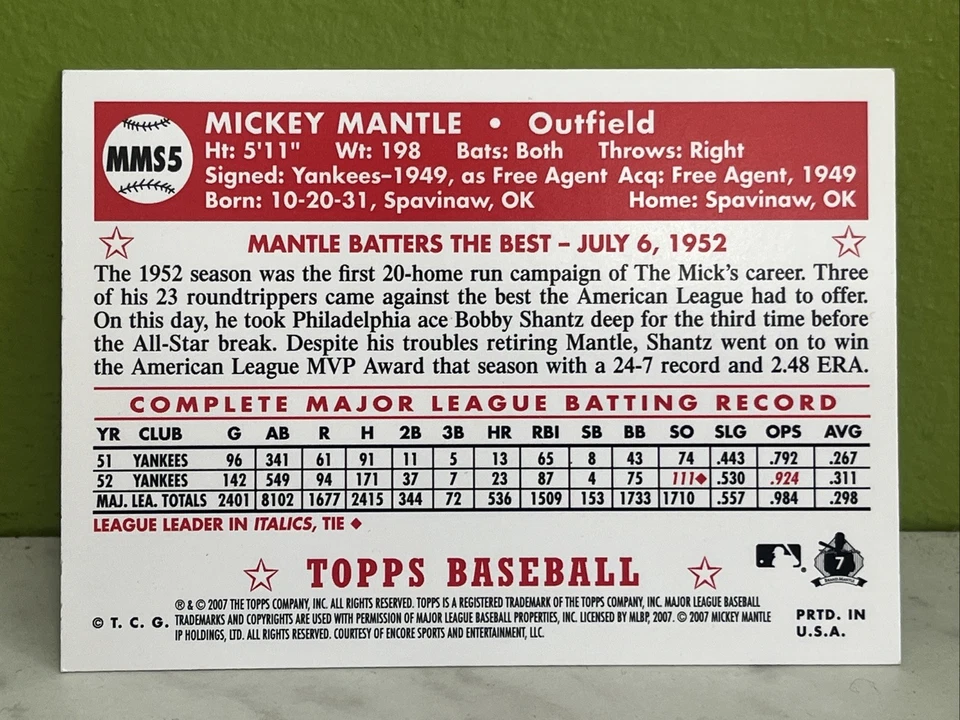 MMS5
MICKEY MANTLE • Outfield
Ht: 5'11" Wt: 198 Bats: Both Throws: Right
Signed: Yankees–1949, as Free Agent Acq: Free Agent, 1949
Born: 10-20-31, Spavinaw, OK Home: Spavinaw, OK
MANTLE BATTERS THE BEST – JULY 6, 1952
The 1952 season was the first 20-home run campaign of The Mick's career. Three
of his 23 roundtrippers came against the best the American League had to offer.
On this day, he took Philadelphia ace Bobby Shantz deep for the third time before
the All-Star break. Despite his troubles retiring Mantle, Shantz went on to win
the American League MVP Award that season with a 24-7 record and 2.48 ERA.
COMPLETE MAJOR LEAGUE BATTING RECORD
YR CLUB G AB R H 2B 3B HR RBI SB BB SO SLG OPS AVG
51 YANKEES 96 341 61 91 11 5 13 65 8 43 74 .443 .792 .267
52 YANKEES 142 549 94 171 37 7 23 87 4 75 111◆ .530 .924 .311
MAJ. LEA. TOTALS 2401 8102 1677 2415 344 72 536 1509 153 1733 1710 .557 .984 .298
LEAGUE LEADER IN ITALICS, TIE ◆
TOPPS BASEBALL
7
® & © 2007 THE TOPPS COMPANY, INC. ALL RIGHTS RESERVED. TOPPS IS A REGISTERED TRADEMARK OF THE TOPPS COMPANY, INC. MAJOR LEAGUE BASEBALL
© T. C. G. TRADEMARKS AND COPYRIGHTS ARE USED WITH PERMISSION OF MAJOR LEAGUE BASEBALL PROPERTIES, INC. LICENSED BY MLBP, 2007. © 2007 MICKEY MANTLE
IP HOLDINGS, LTD. ALL RIGHTS RESERVED. COURTESY OF ENCORE SPORTS AND ENTERTAINMENT, LLC.
PRTD. IN
U.S.A.